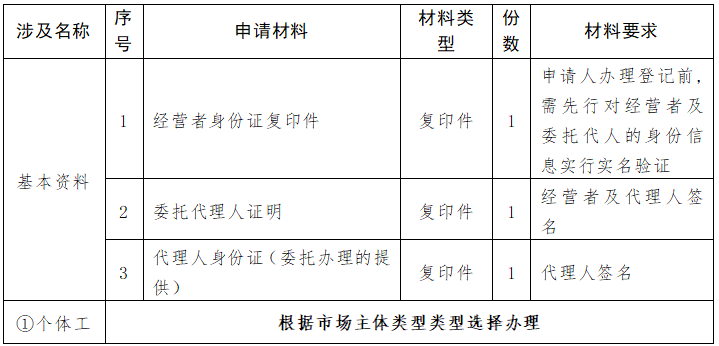 涉及名称
序号
申请材料
材料类型
份数
材料要求
基本资料
1
经营者身份证复印件
复印件
1
申请人办理登记前，
需先行对经营者及
委托代人的身份信
息实行实名验证
2
委托代理人证明
复印件
1
经营者及代理人签
名
3
代理人身份证（委托办理的提
供）
复印件
1
代理人签名
①个体工
根据市场主体类型类型选择办理